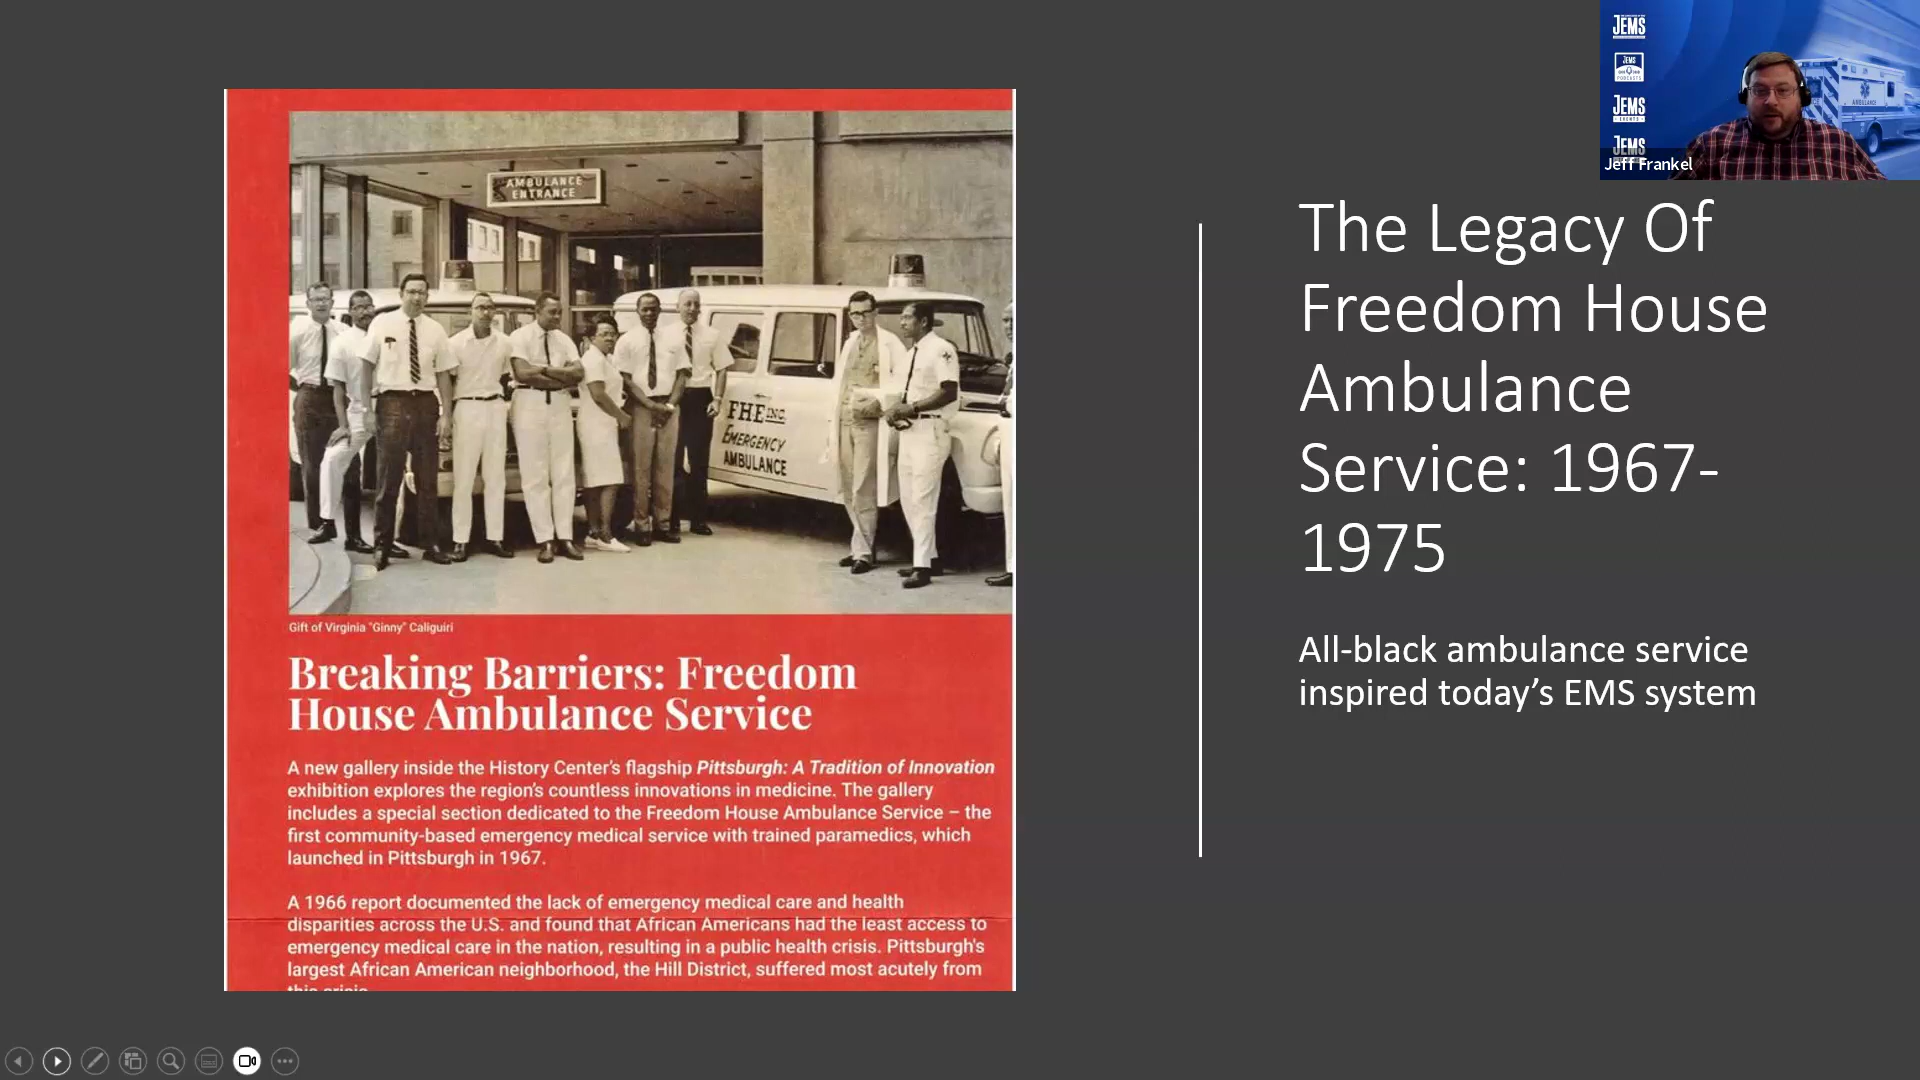 AMBULANCE
ENTRANCE
FHE INC.
EMERGENCY
AMBULANCE
Gift of Virginia "Ginny" Caliguiri
Breaking Barriers: Freedom
House Ambulance Service
A new gallery inside the History Center's flagship Pittsburgh: A Tradition of Innovation
exhibition explores the region's countless innovations in medicine. The gallery
includes a special section dedicated to the Freedom House Ambulance Service – the
first community-based emergency medical service with trained paramedics, which
launched in Pittsburgh in 1967.
A 1966 report documented the lack of emergency medical care and health
disparities across the U.S. and found that African Americans had the least access to
emergency medical care in the nation, resulting in a public health crisis. Pittsburgh's
largest African American neighborhood, the Hill District, suffered most acutely from
this crisis.
The Legacy Of
Freedom House
Ambulance
Service: 1967-
1975
All-black ambulance service
inspired today's EMS system
JEMS
JEMS
PODCASTS
JEMS
EVENTS
JEMS
AMBULANCE
Jeff Frankel